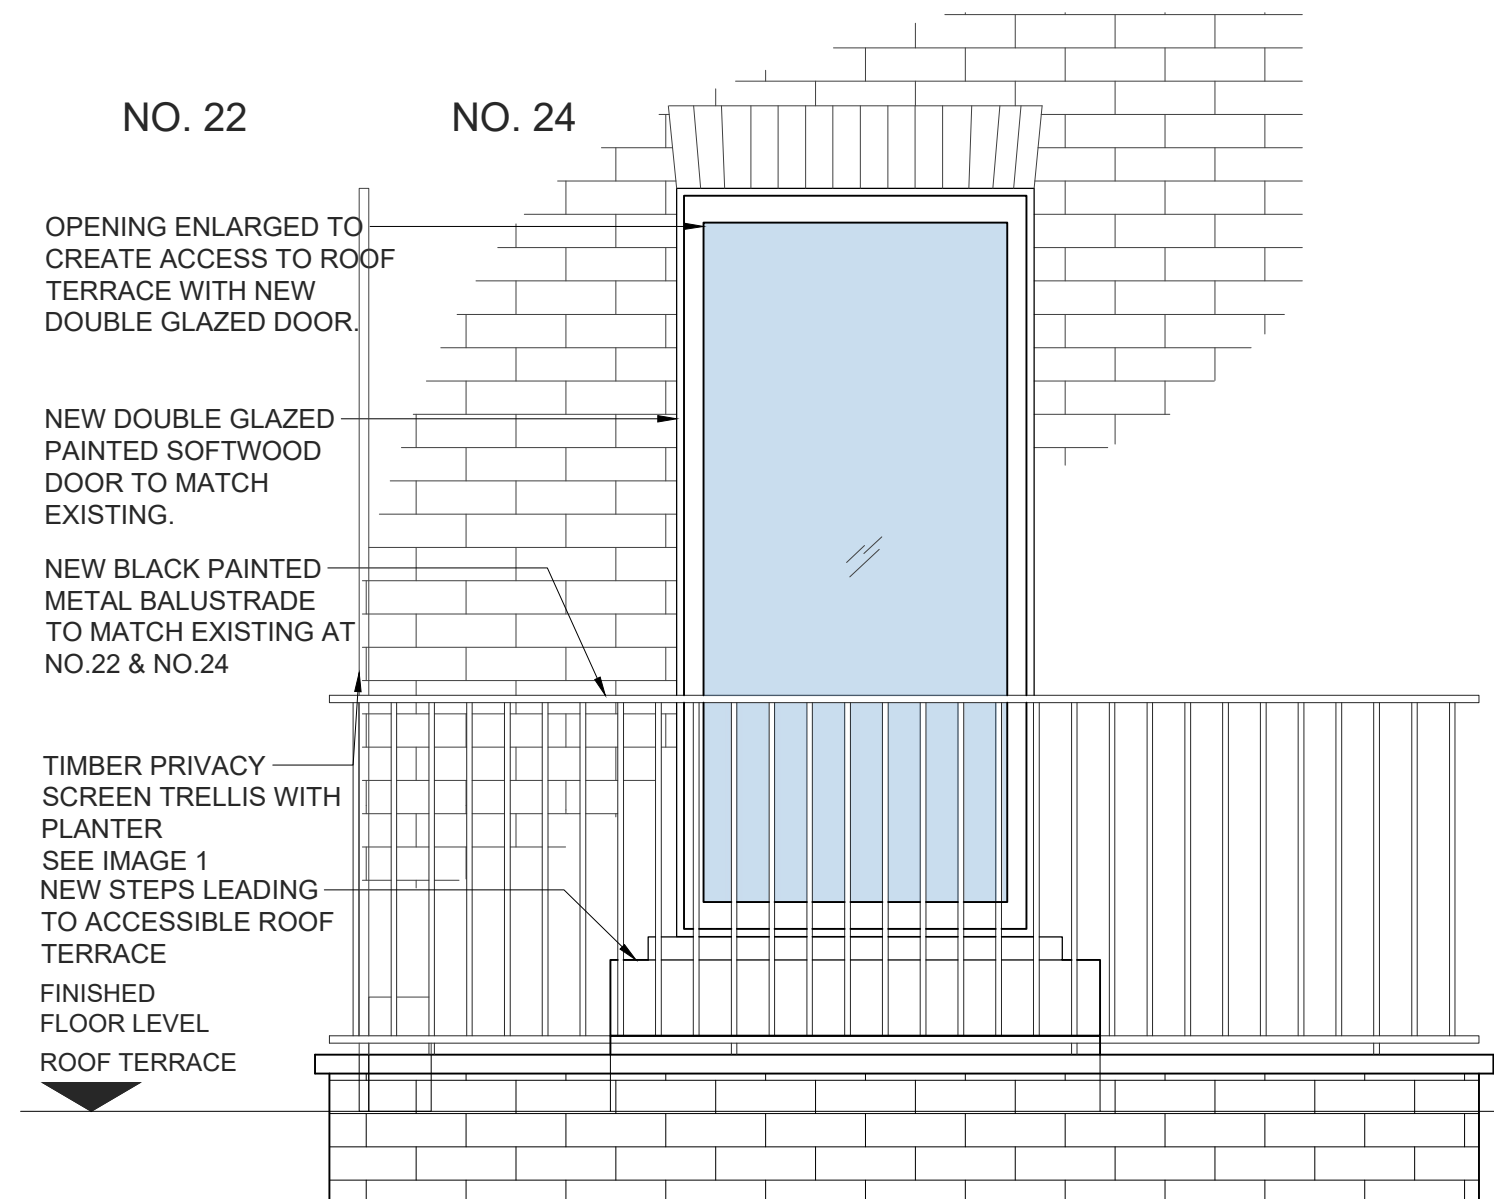 NO. 22
NO. 24
OPENING ENLARGED TO
CREATE ACCESS TO ROOF
TERRACE WITH NEW
DOUBLE GLAZED DOOR.
NEW DOUBLE GLAZED
PAINTED SOFTWOOD
DOOR TO MATCH
EXISTING.
NEW BLACK PAINTED
METAL BALUSTRADE
TO MATCH EXISTING AT
NO.22 & NO.24
TIMBER PRIVACY
SCREEN TRELLIS WITH
PLANTER
SEE IMAGE 1
NEW STEPS LEADING
TO ACCESSIBLE ROOF
TERRACE
FINISHED
FLOOR LEVEL
ROOF TERRACE